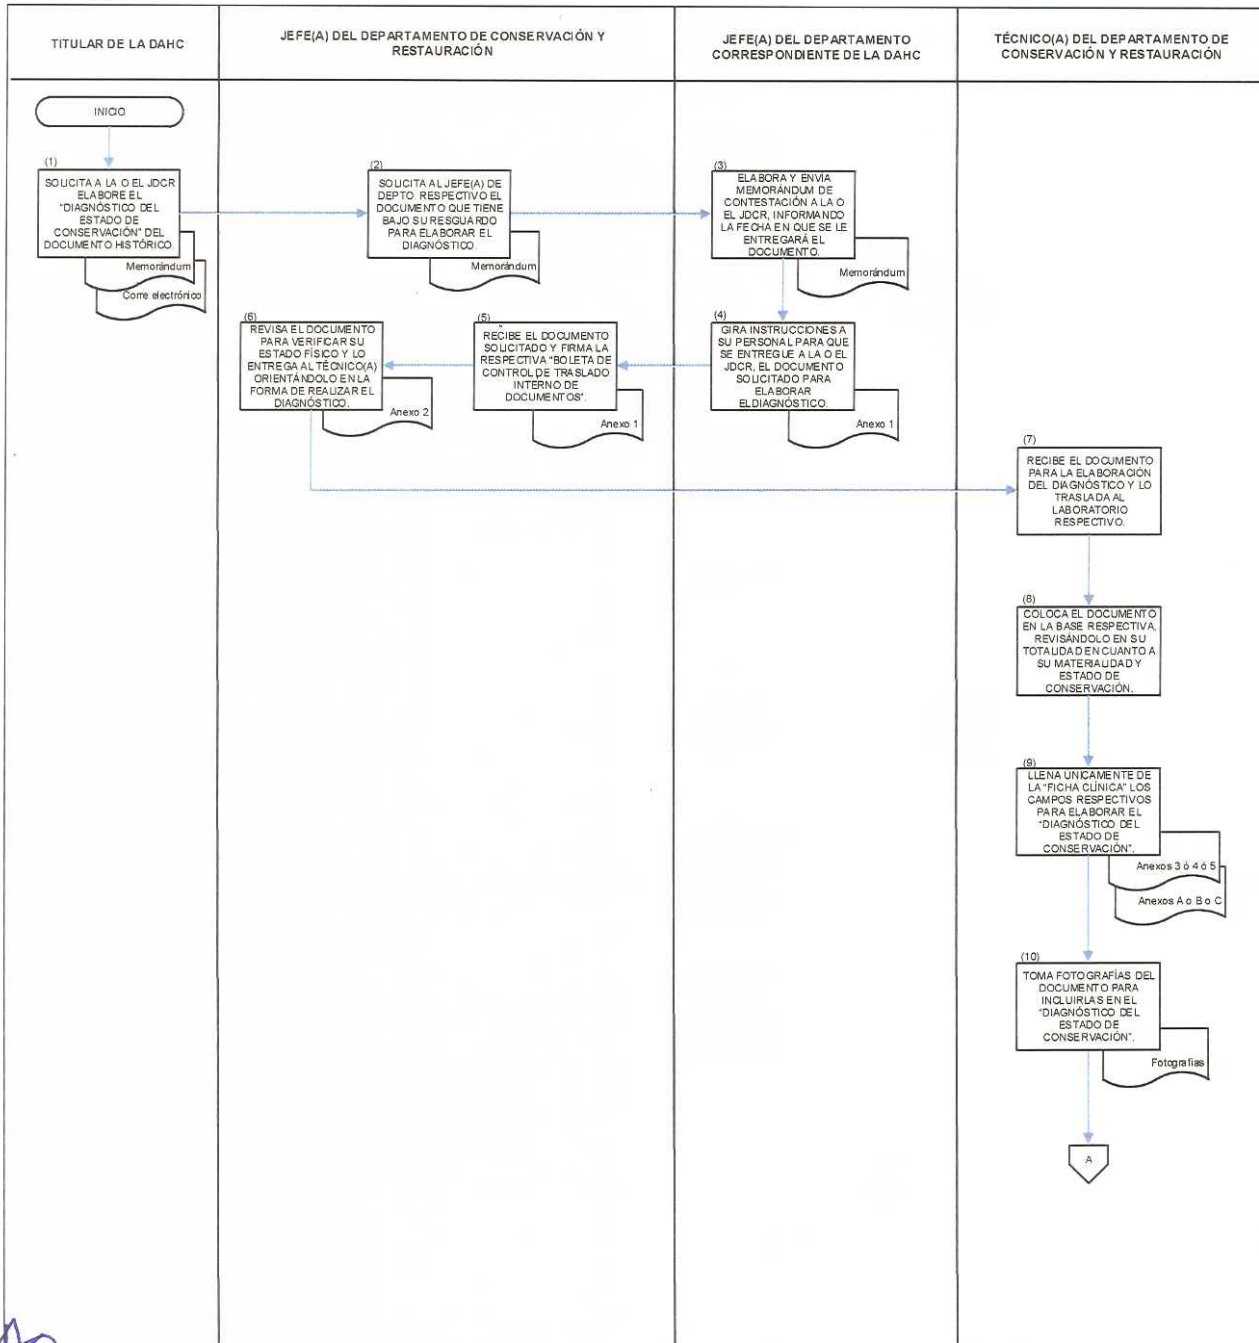 TITULAR DE LA DAHC
JEFE(A) DEL DEPARTAMENTO DE CONSERVACIÓN Y
RESTAURACIÓN
JEFE(A) DEL DEPARTAMENTO
CORRESPONDIENTE DE LA DAHC
TÉCNICO(A) DEL DEPARTAMENTO DE
CONSERVACIÓN Y RESTAURACIÓN
INICIO
(1)
SOLICITA A LA O EL JDCR
ELABORE EL
"DIAGNÓSTICO DEL
ESTADO DE
CONSERVACIÓN" DEL
DOCUMENTO HISTÓRICO.
Memorándum
Corre electrónico
(2)
SOLICITA AL JEFE(A) DE
DEPTO. RESPECTIVO EL
DOCUMENTO QUE TIENE
BAJO SU RESGUARDO
PARA ELABORAR EL
DIAGNÓSTICO.
Memorándum
(3)
ELABORA Y ENVIA
MEMORÁNDUM DE
CONTESTACIÓN A LA O
EL JDCR, INFORMANDO
LA FECHA EN QUE SE LE
ENTREGARÁ EL
DOCUMENTO.
Memorándum
(4)
GIRA INSTRUCCIONES A
SU PERSONAL PARA QUE
SE ENTREGUE A LA O EL
JDCR, EL DOCUMENTO
SOLICITADO PARA
ELABORAR
EL DIAGNÓSTICO.
Anexo 1
(5)
RECIBE EL DOCUMENTO
SOLICITADO Y FIRMA LA
RESPECTIVA "BOLETA DE
CONTROL DE TRASLADO
INTERNO DE
DOCUMENTOS".
Anexo 1
(6)
REVISA EL DOCUMENTO
PARA VERIFICAR SU
ESTADO FÍSICO Y LO
ENTREGA AL TÉCNICO(A)
ORIENTÁNDOLO EN LA
FORMA DE REALIZAR EL
DIAGNÓSTICO.
Anexo 2
(7)
RECIBE EL DOCUMENTO
PARA LA ELABORACIÓN
DEL DIAGNÓSTICO Y LO
TRASLADA AL
LABORATORIO
RESPECTIVO.
(8)
COLOCA EL DOCUMENTO
EN LA BASE RESPECTIVA,
REVISÁNDOLO EN SU
TOTALIDAD EN CUANTO A
SU MATERIALIDAD Y
ESTADO DE
CONSERVACIÓN.
(9)
LLENA ÚNICAMENTE DE
LA "FICHA CLÍNICA" LOS
CAMPOS RESPECTIVOS
PARA ELABORAR EL
"DIAGNÓSTICO DEL
ESTADO DE
CONSERVACIÓN".
Anexos 3 ó 4 ó 5
Anexos A o B o C
(10)
TOMA FOTOGRAFÍAS DEL
DOCUMENTO PARA
INCLUIRLAS EN EL
"DIAGNÓSTICO DEL
ESTADO DE
CONSERVACIÓN".
Fotografías
A